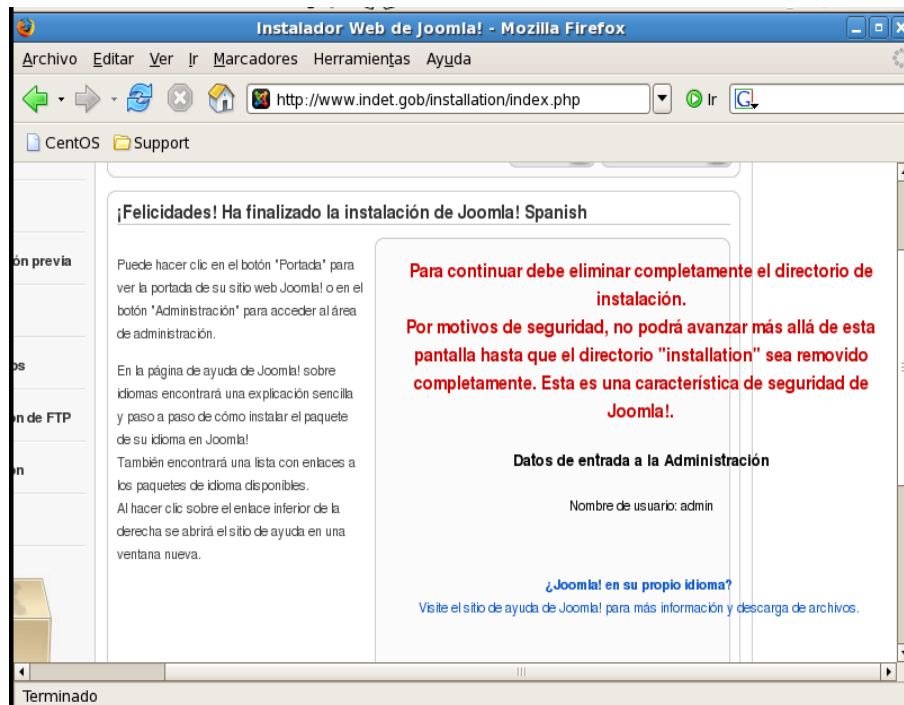 Instalador Web de Joomla! - Mozilla Firefox
Archivo Editar Ver Ir Marcadores Herramientas Ayuda
http://www.indet.gob/installation/index.php Ir G
CentOS Support
¡Felicidades! Ha finalizado la instalación de Joomla! Spanish
ón previa
os
ón de FTP
ón
Puede hacer clic en el botón "Portada" para
ver la portada de su sitio web Joomla! o en el
botón "Administración" para acceder al área
de administración.
En la página de ayuda de Joomla! sobre
idiomas encontrará una explicación sencilla
y paso a paso de cómo instalar el paquete
de su idioma en Joomla!
También encontrará una lista con enlaces a
los paquetes de idioma disponibles.
Al hacer clic sobre el enlace inferior de la
derecha se abrirá el sitio de ayuda en una
ventana nueva.
Para continuar debe eliminar completamente el directorio de
instalación.
Por motivos de seguridad, no podrá avanzar más allá de esta
pantalla hasta que el directorio "installation" sea removido
completamente. Esta es una característica de seguridad de
Joomla!.
Datos de entrada a la Administración
Nombre de usuario: admin
¿Joomla! en su propio idioma?
Visite el sitio de ayuda de Joomla! para más información y descarga de archivos.
Terminado